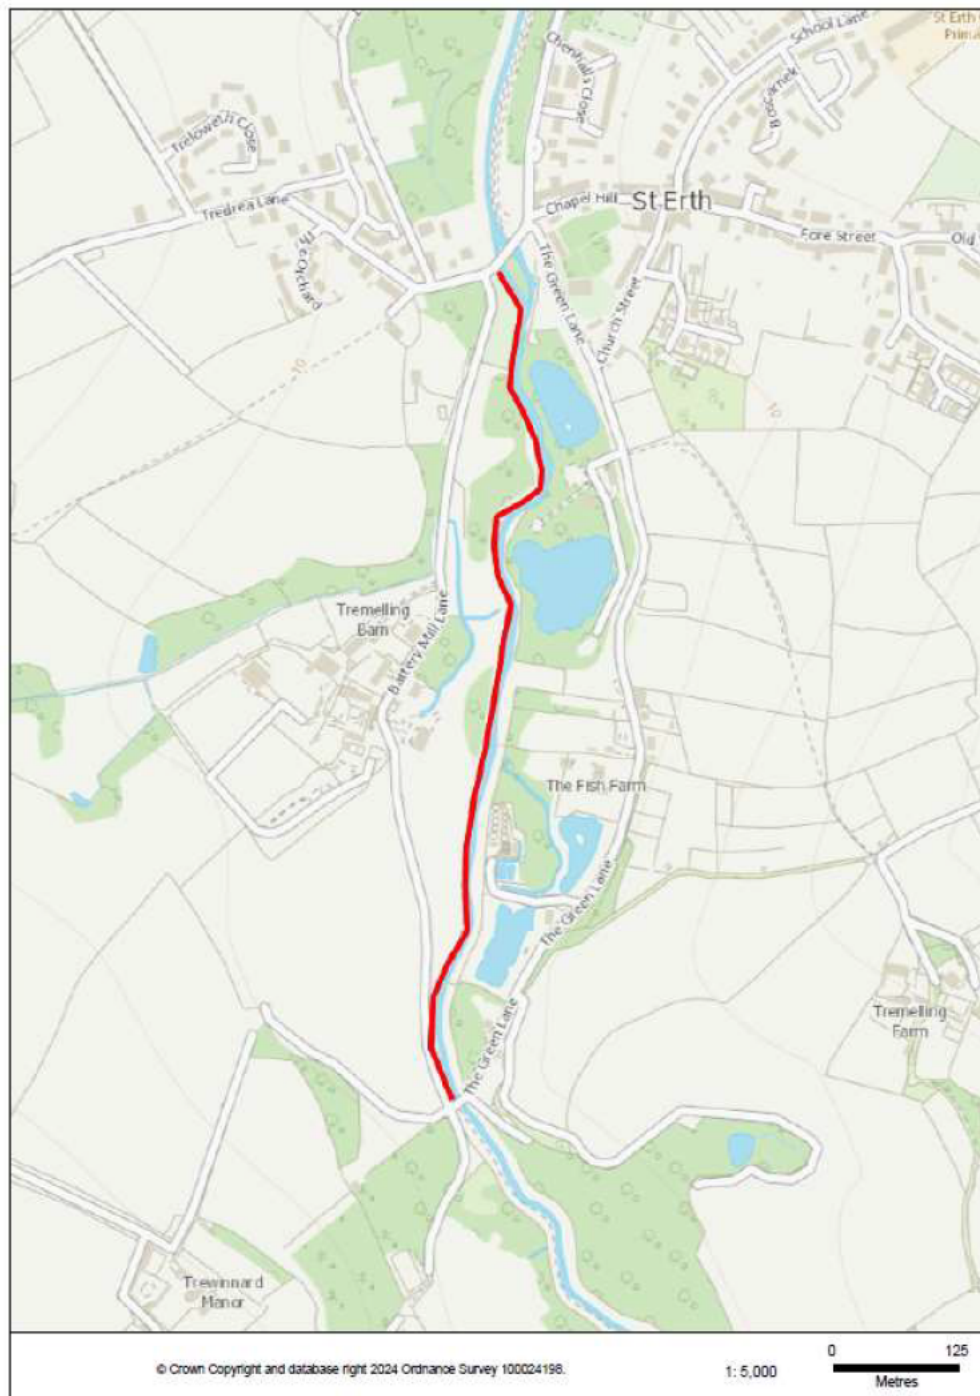 St Erth
Prima
School Lane
Chenhalls Close
Boscarnek
Treloweth Close
Tredrea Lane
The Orchard
Chapel Hill
St Erth
Fore Street
Old
The Green Lane
Church Street
10
10
Tremelling
Barn
Battery Mill Lane
The Fish Farm
The Green Lane
The Green Lane
Tremelling
Farm
Trewinnard
Manor
© Crown Copyright and database right 2024 Ordnance Survey 100024198.
1: 5,000
0 125
Metres